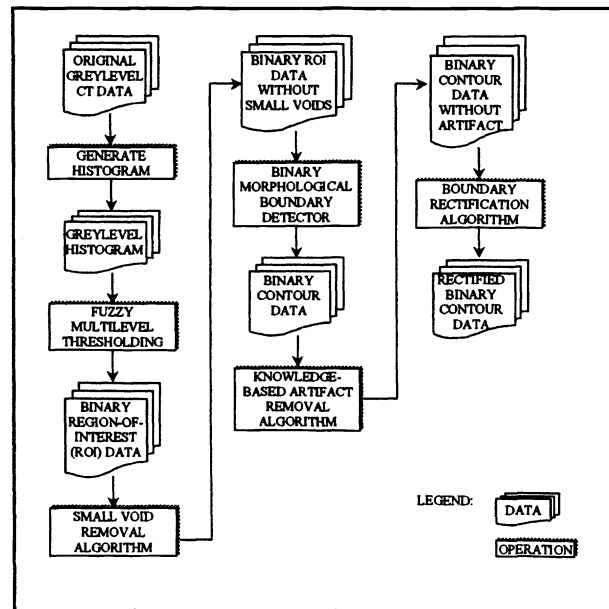 ORIGINAL
GREYLEVEL
CT DATA
GENERATE
HISTOGRAM
GREYLEVEL
HISTOGRAM
FUZZY
MULTILEVEL
THRESHOLDING
BINARY
REGION-OF-
INTEREST
(ROI) DATA
SMALL VOID
REMOVAL
ALGORITHM
BINARY ROI
DATA
WITHOUT
SMALL VOIDS
BINARY
MORPHOLOGICAL
BOUNDARY
DETECTOR
BINARY
CONTOUR
DATA
KNOWLEDGE-
BASED ARTIFACT
REMOVAL
ALGORITHM
BINARY
CONTOUR
DATA
WITHOUT
ARTIFACT
BOUNDARY
RECTIFICATION
ALGORITHM
RECTIFIED
BINARY
CONTOUR
DATA
LEGEND:
DATA
OPERATION